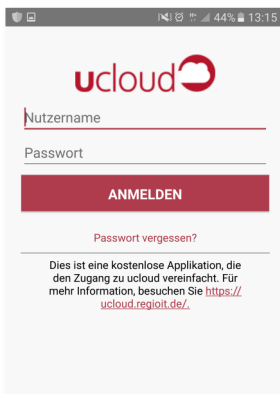 44% 13:15
ucloud
Nutzername
Passwort
ANMELDEN
Passwort vergessen?
Dies ist eine kostenlose Applikation, die
den Zugang zu ucloud vereinfacht. Für
mehr Information, besuchen Sie https://
ucloud.regioit.de/.